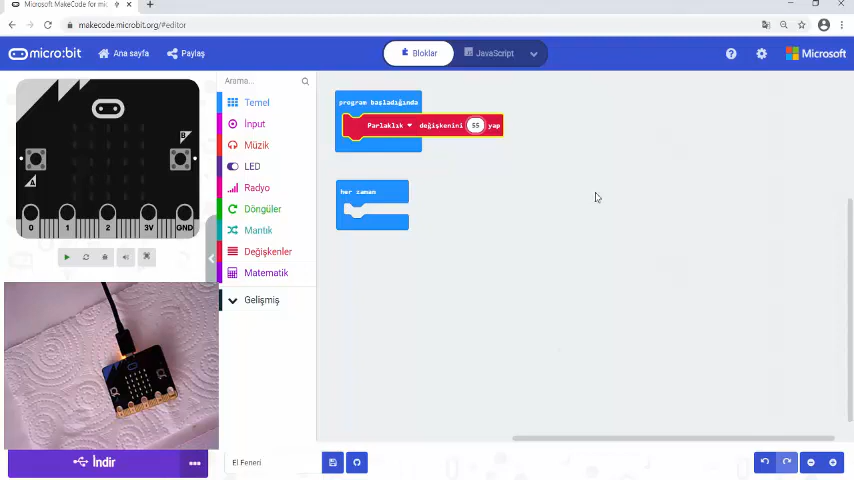 Microsoft MakeCode for mi
makecode.microbit.org/#editor
micro:bit
Ana sayfa
Paylaş
Bloklar
JavaScript
Microsoft
Arama...
Temel
Input
Müzik
LED
Radyo
Döngüler
Mantık
Değişkenler
Matematik
Gelişmiş
program başladığında
Parlaklık değişkenini 55 yap
her zaman
A
B
0 1 2 3V GND
İndir
El Feneri